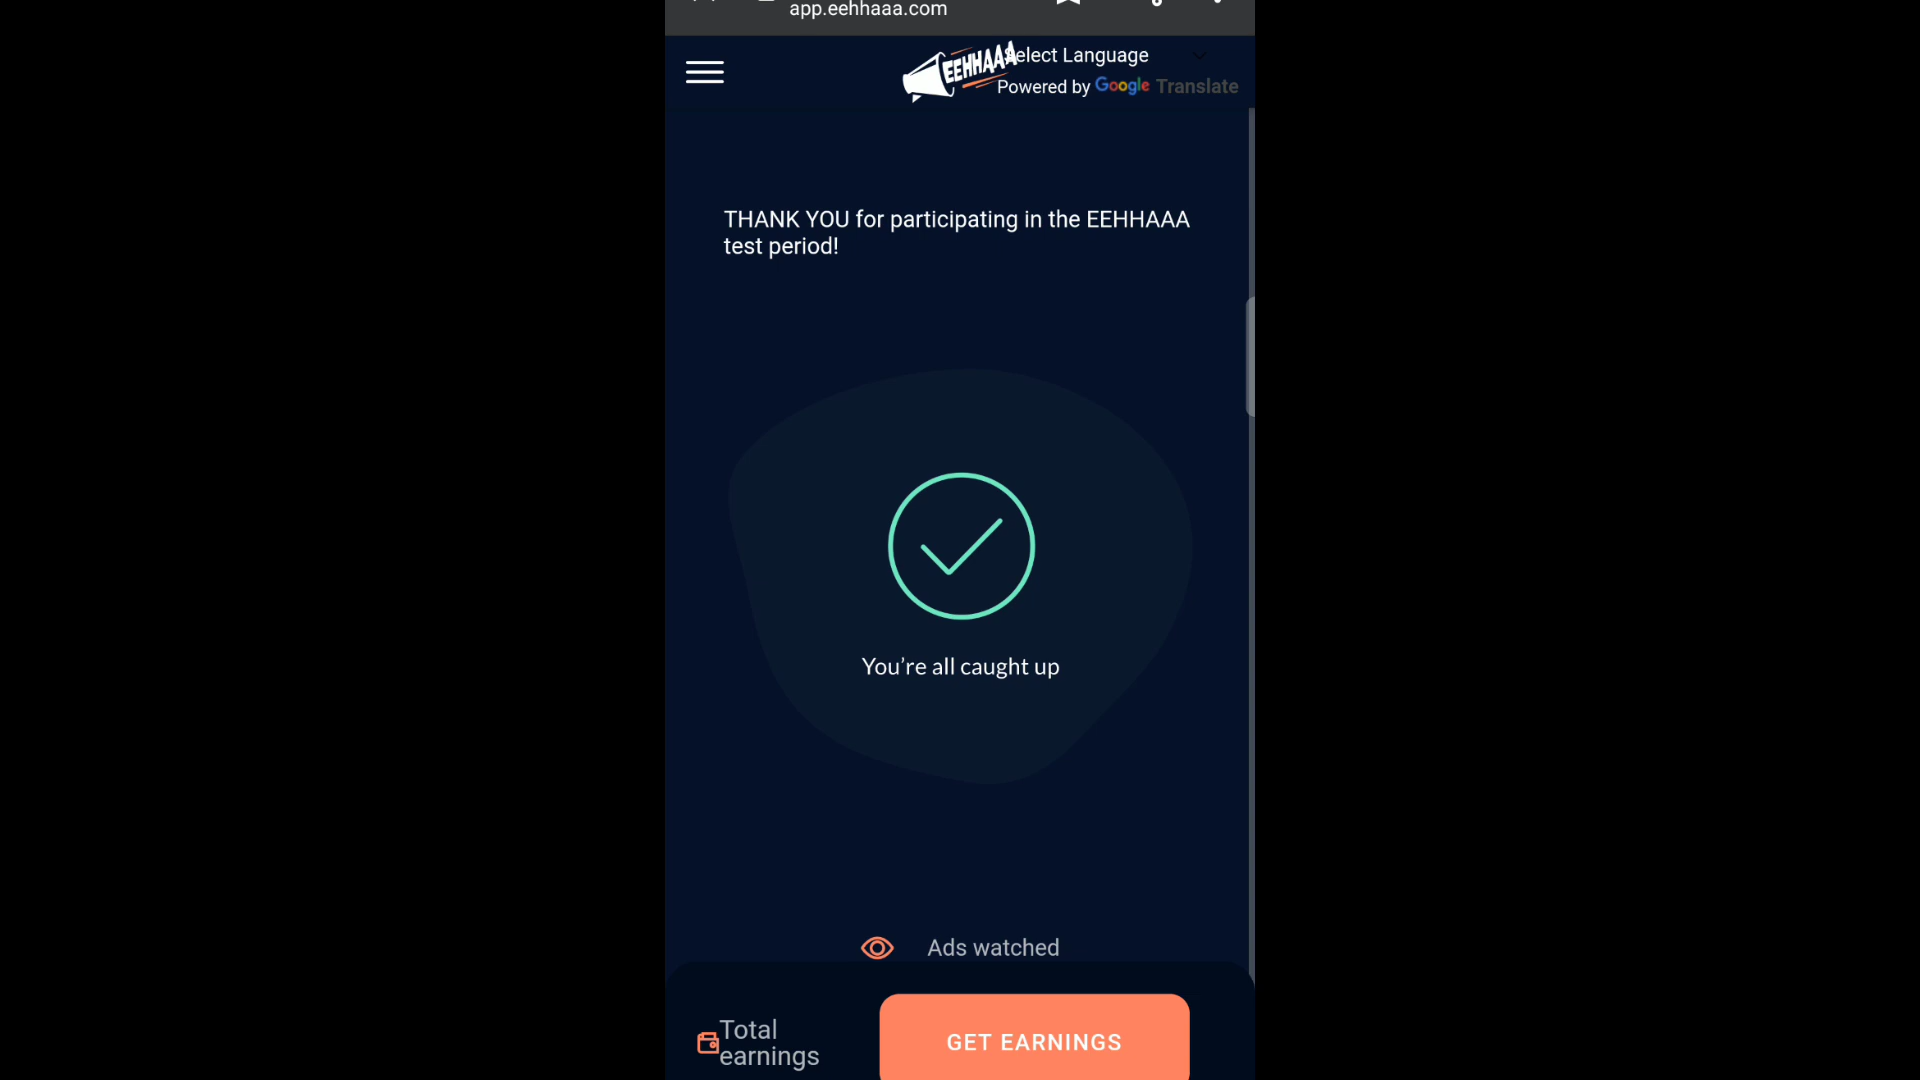 app.eehhaaa.com
EEHHAAA
Select Language
Powered by Google Translate
THANK YOU for participating in the EEHHAAA
test period!
You're all caught up
Ads watched
Total
earnings
GET EARNINGS